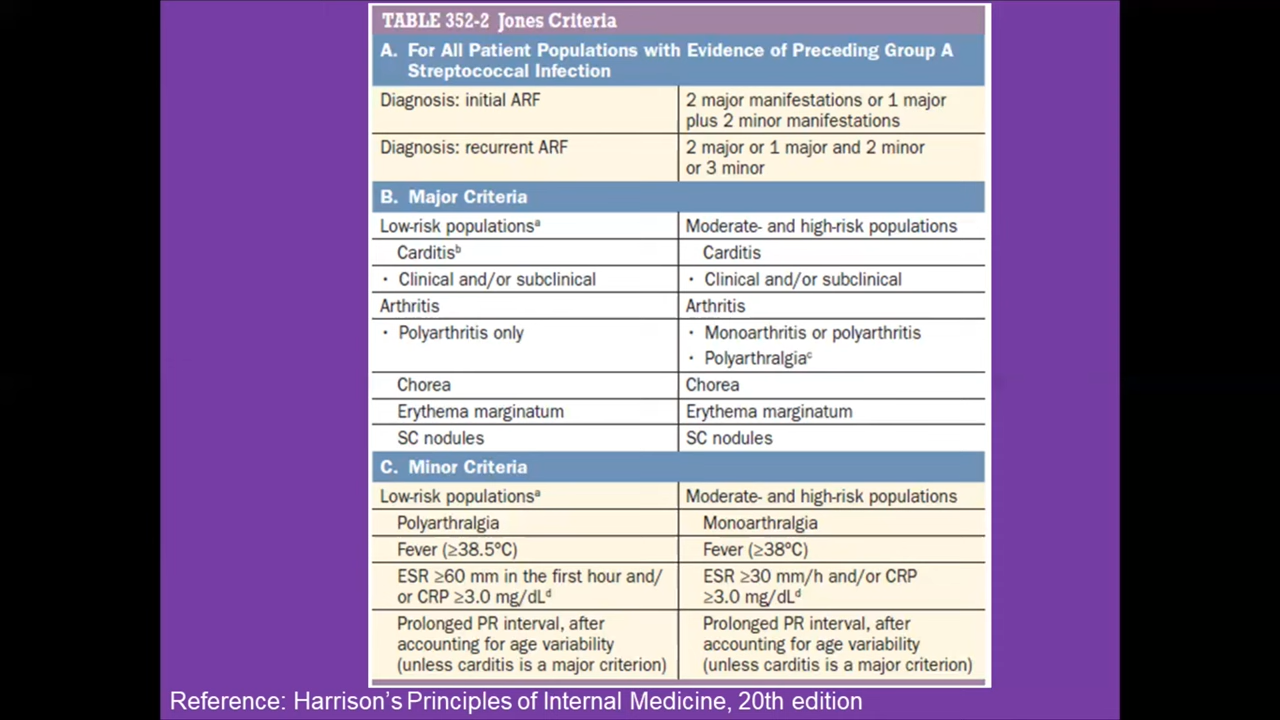 TABLE 352-2 Jones Criteria
A. For All Patient Populations with Evidence of Preceding Group A
Streptococcal Infection
Diagnosis: initial ARF
2 major manifestations or 1 major
plus 2 minor manifestations
Diagnosis: recurrent ARF
2 major or 1 major and 2 minor
or 3 minor
B. Major Criteria
Low-risk populationsᵃ
Moderate- and high-risk populations
Carditisᵇ
Carditis
· Clinical and/or subclinical
· Clinical and/or subclinical
Arthritis
Arthritis
· Polyarthritis only
· Monoarthritis or polyarthritis
· Polyarthralgiaᶜ
Chorea
Chorea
Erythema marginatum
Erythema marginatum
SC nodules
SC nodules
C. Minor Criteria
Low-risk populationsᵃ
Moderate- and high-risk populations
Polyarthralgia
Monoarthralgia
Fever (≥38.5°C)
Fever (≥38°C)
ESR ≥60 mm in the first hour and/
or CRP ≥3.0 mg/dLᵈ
ESR ≥30 mm/h and/or CRP
≥3.0 mg/dLᵈ
Prolonged PR interval, after
accounting for age variability
(unless carditis is a major criterion)
Prolonged PR interval, after
accounting for age variability
(unless carditis is a major criterion)
Reference: Harrison's Principles of Internal Medicine, 20th edition